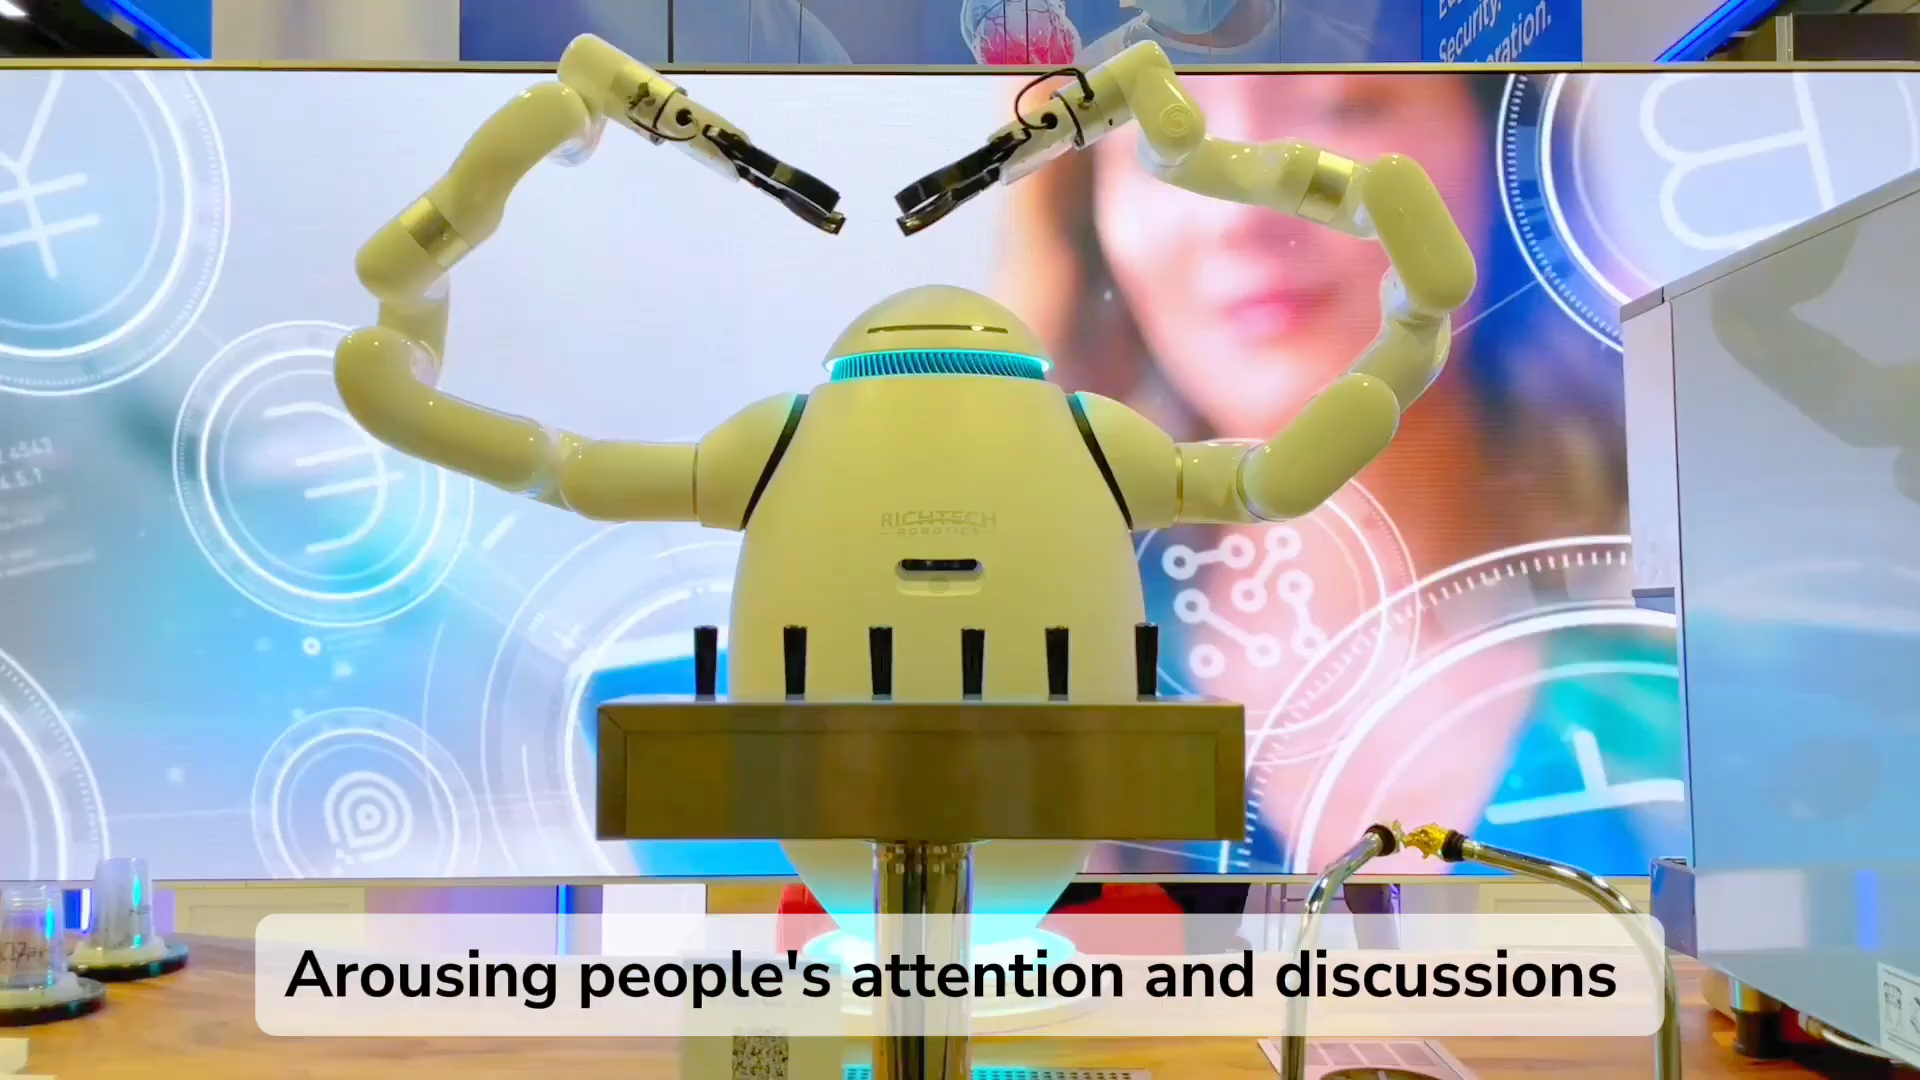 Security.
RICHTECH
ROBOTICS
Arousing people's attention and discussions